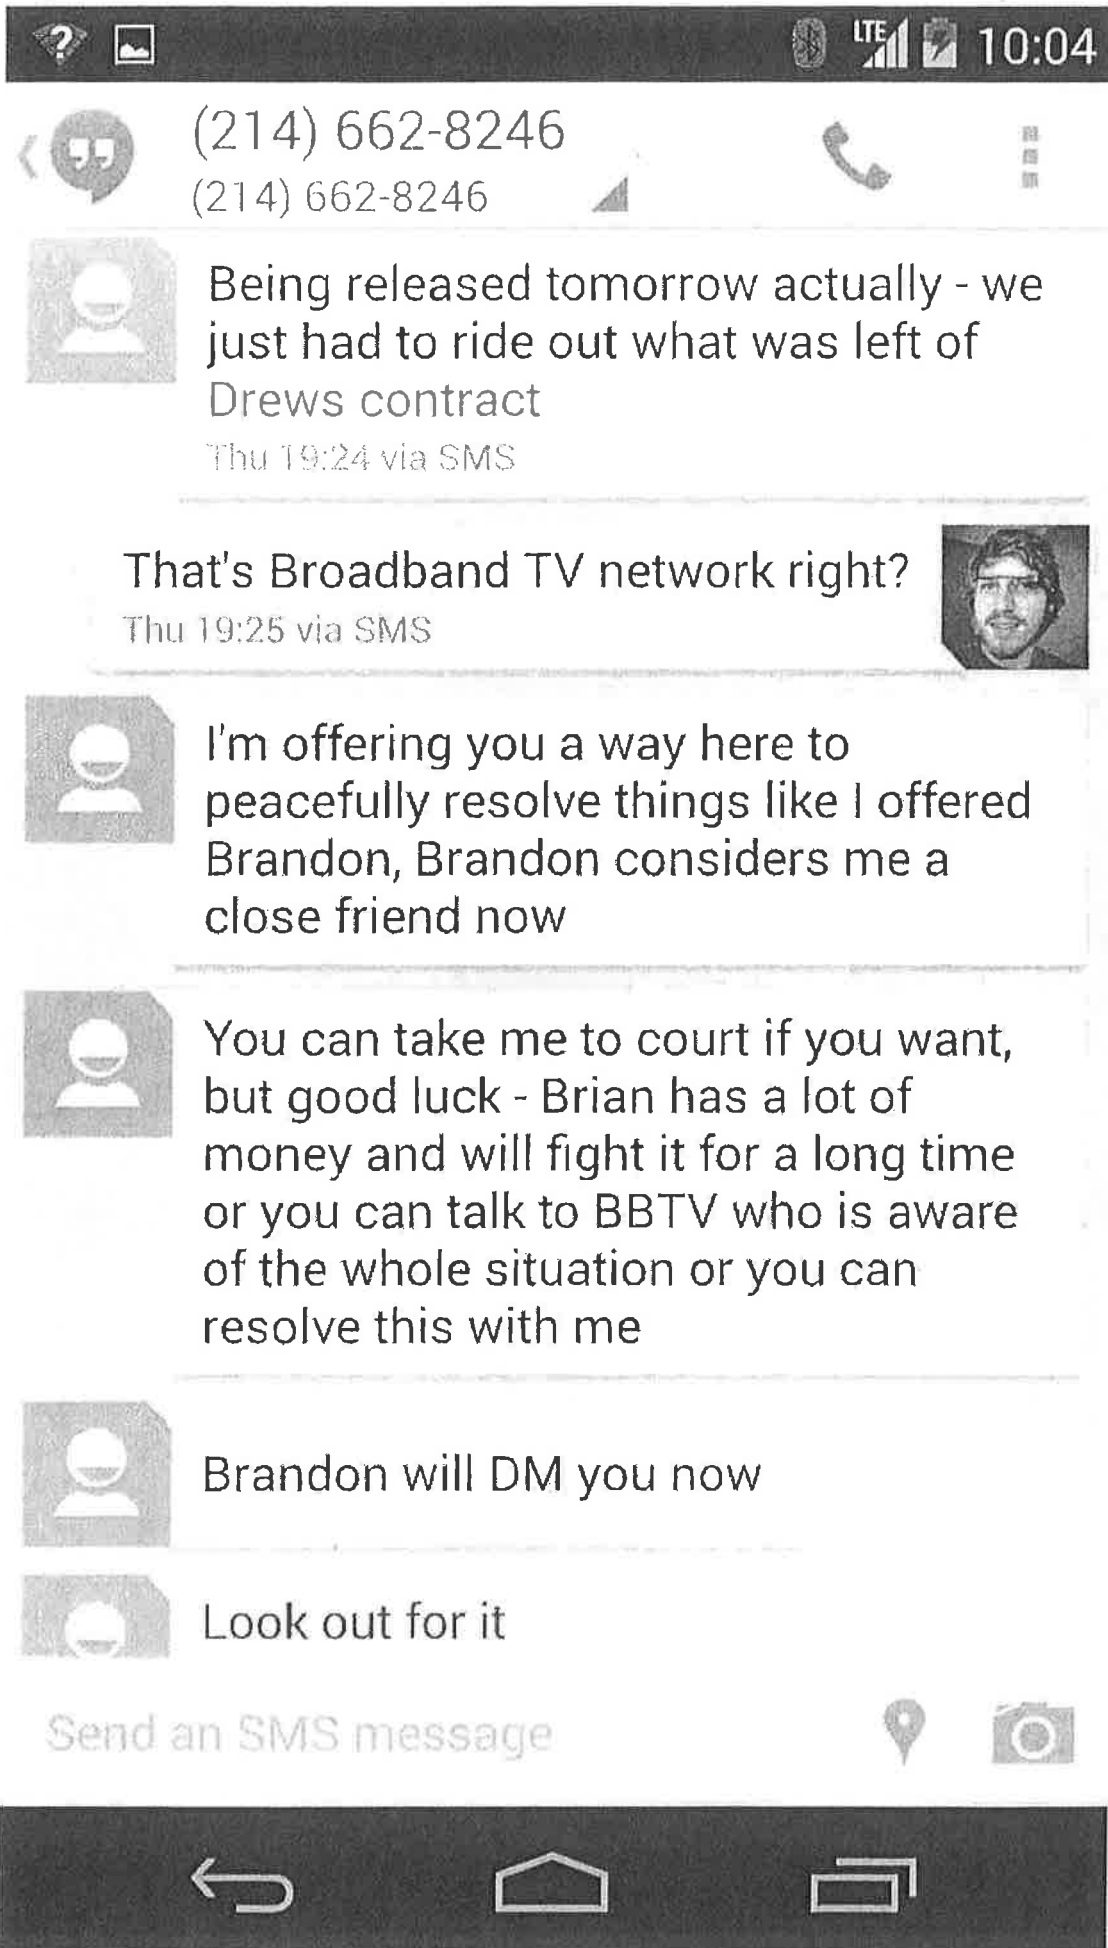 LTE 10:04
(214) 662-8246
(214) 662-8246
Being released tomorrow actually - we
just had to ride out what was left of
Drews contract
Thu 19:24 via SMS
That's Broadband TV network right?
Thu 19:25 via SMS
I'm offering you a way here to
peacefully resolve things like I offered
Brandon, Brandon considers me a
close friend now
You can take me to court if you want,
but good luck - Brian has a lot of
money and will fight it for a long time
or you can talk to BBTV who is aware
of the whole situation or you can
resolve this with me
Brandon will DM you now
Look out for it
Send an SMS message